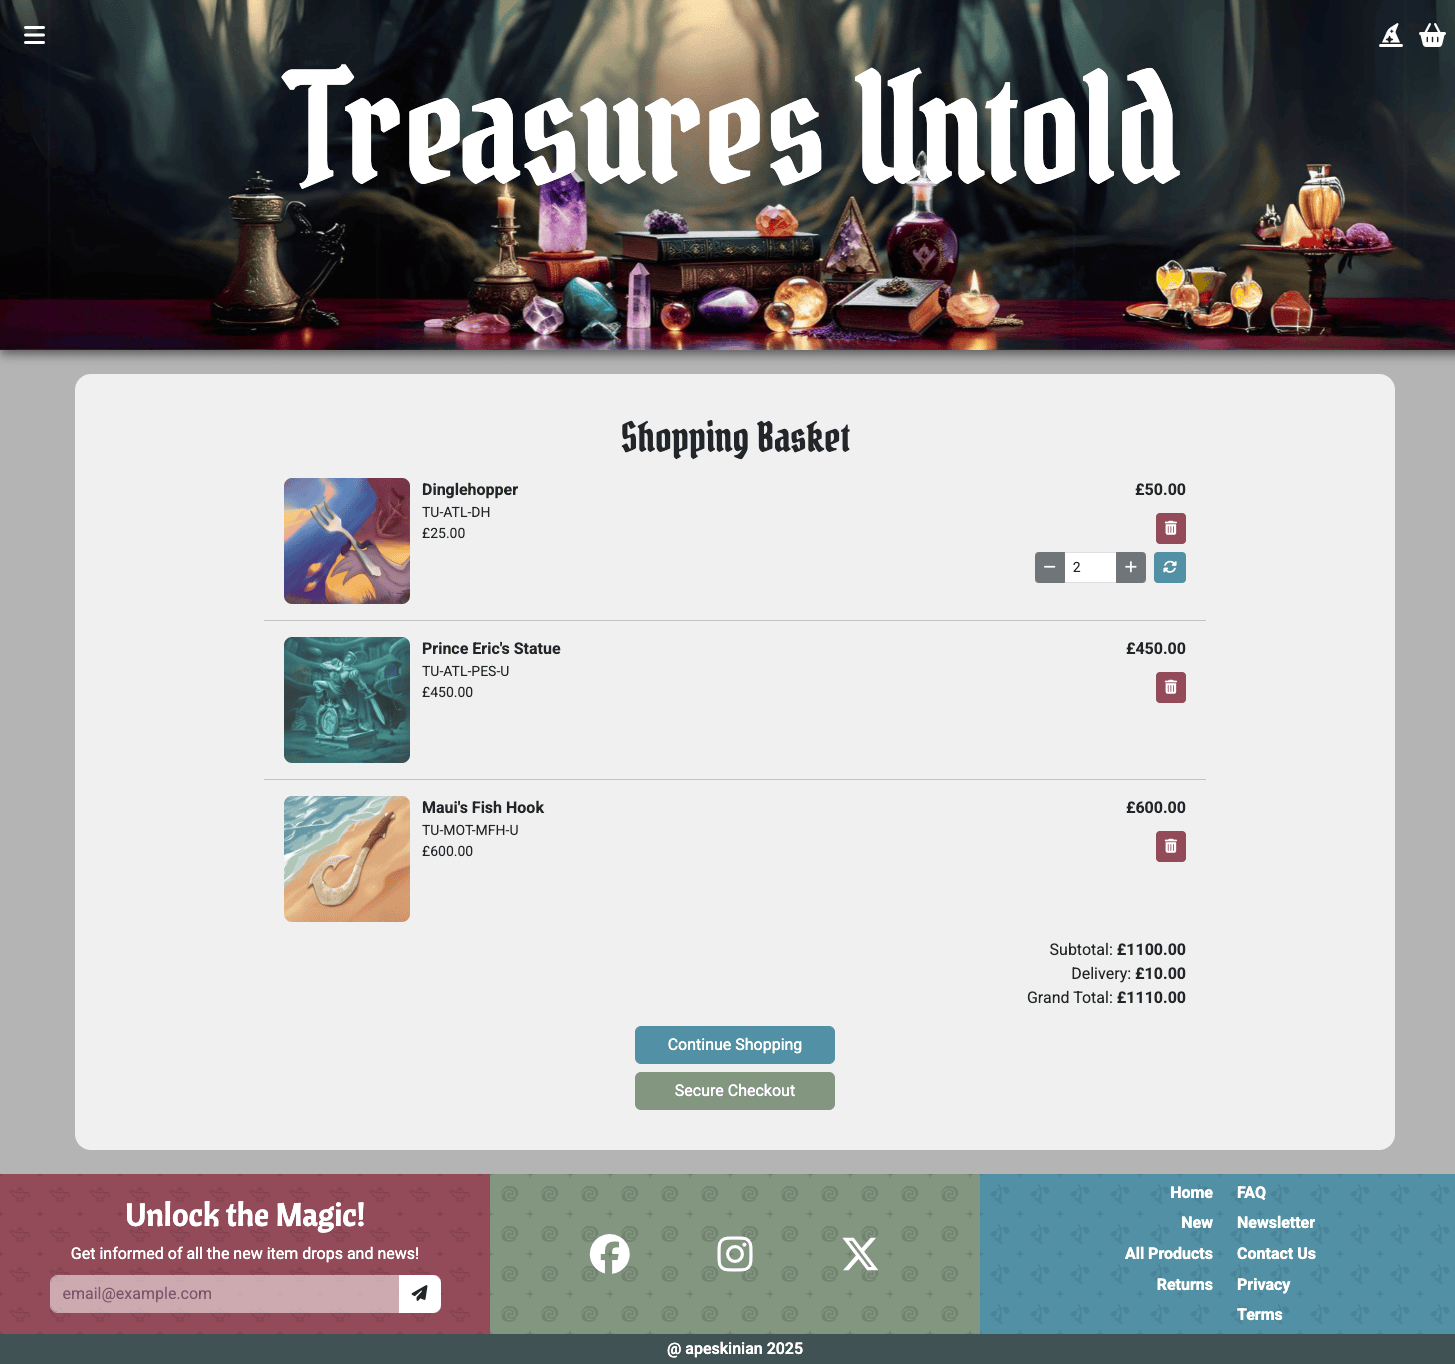 Treasures Untold
Shopping Basket
Dinglehopper
£50.00
TU-ATL-DH
£25.00
2
Prince Eric's Statue
£450.00
TU-ATL-PES-U
£450.00
Maui's Fish Hook
£600.00
TU-MOT-MFH-U
£600.00
Subtotal: £1100.00
Delivery: £10.00
Grand Total: £1110.00
Continue Shopping
Secure Checkout
Unlock the Magic!
Get informed of all the new item drops and news!
email@example.com
Home
New
All Products
Returns
FAQ
Newsletter
Contact Us
Privacy
Terms
@ apeskinian 2025